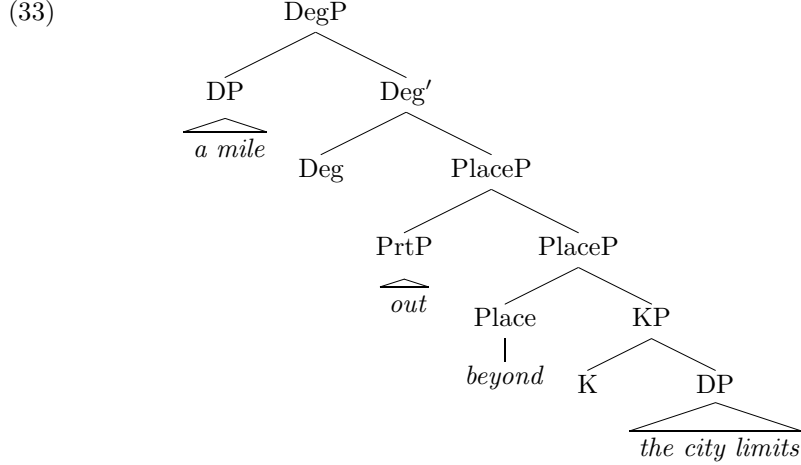 (33) DegP
DP Deg′
a mile
Deg PlaceP
PrtP PlaceP
out
Place KP
beyond
K DP
the city limits